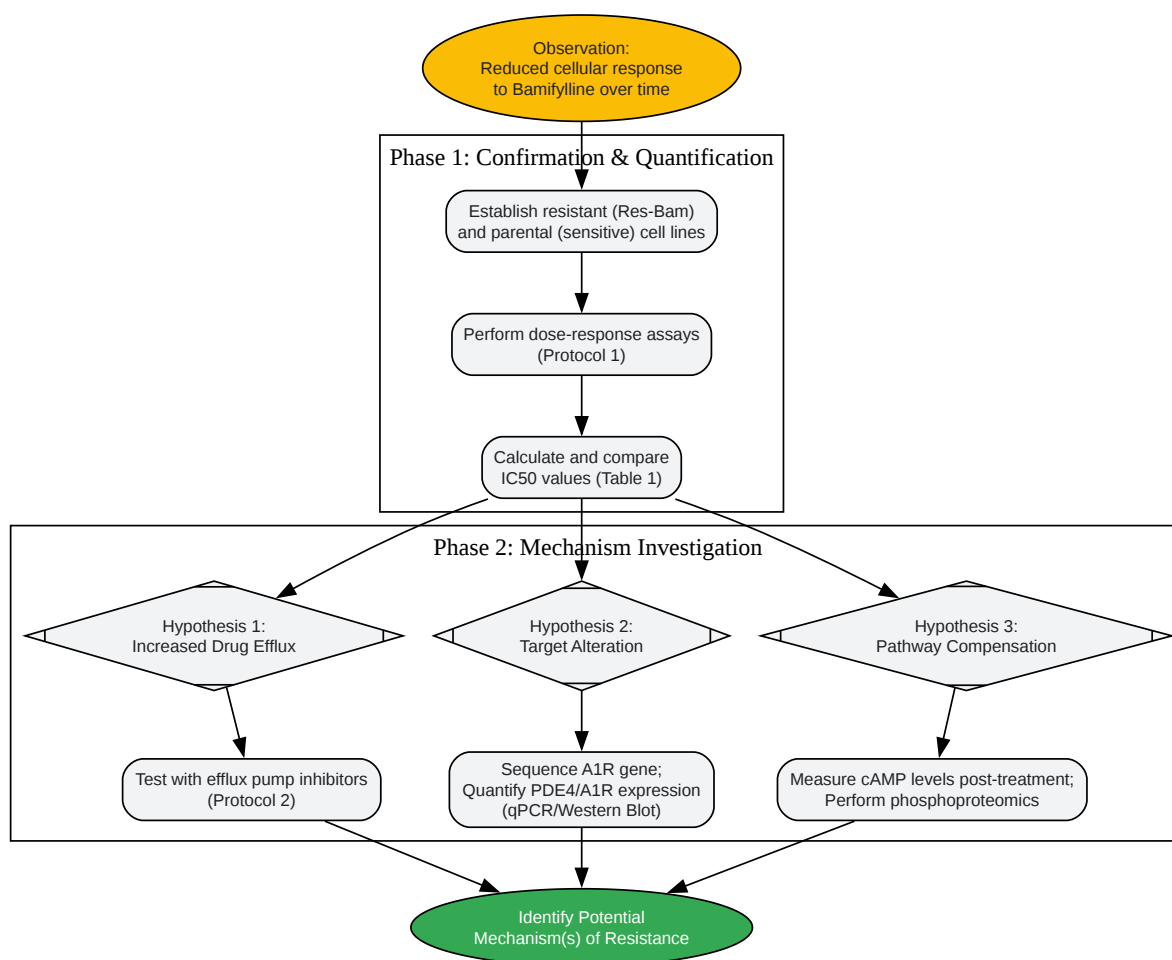 Observation:
Reduced cellular response
to Bamifylline over time
Phase 1: Confirmation & Quantification
Establish resistant (Res-Bam)
and parental (sensitive) cell lines
Perform dose-response assays
(Protocol 1)
Calculate and compare
IC50 values (Table 1)
Phase 2: Mechanism Investigation
Hypothesis 1:
Increased Drug Efflux
Hypothesis 2:
Target Alteration
Hypothesis 3:
Pathway Compensation
Test with efflux pump inhibitors
(Protocol 2)
Sequence A1R gene;
Quantify PDE4/A1R expression
(qPCR/Western Blot)
Measure cAMP levels post-treatment;
Perform phosphoproteomics
Identify Potential
Mechanism(s) of Resistance